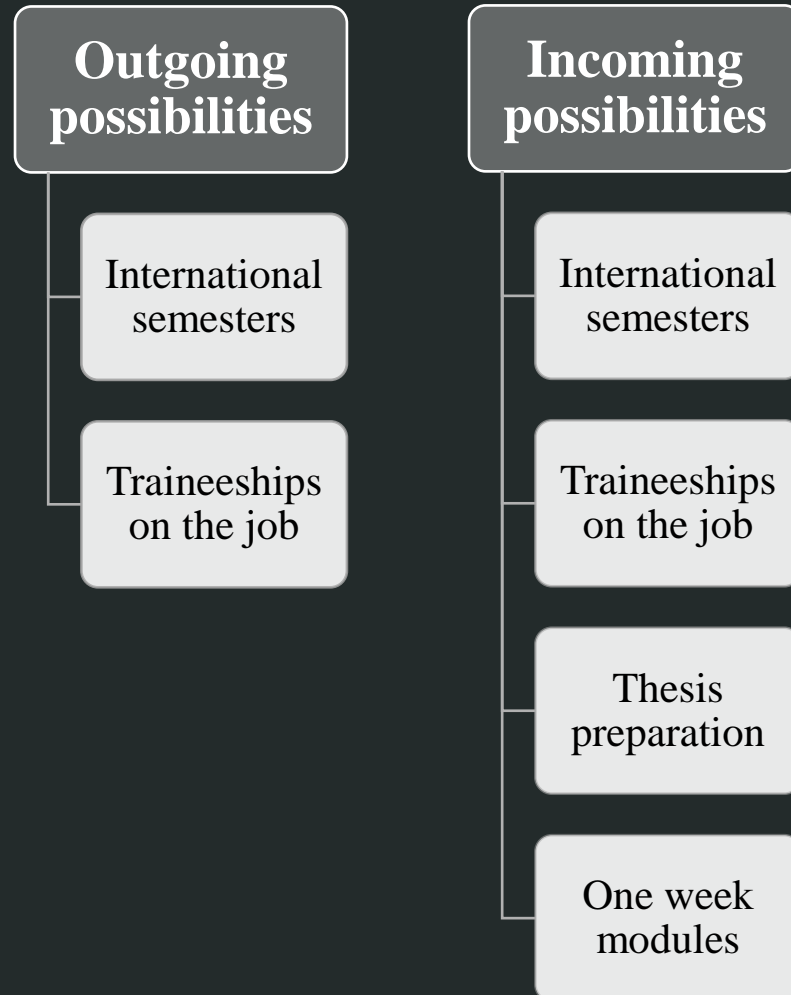 Outgoing
possibilities
International
semesters
Traineeships
on the job
Incoming
possibilities
International
semesters
Traineeships
on the job
Thesis
preparation
One week
modules